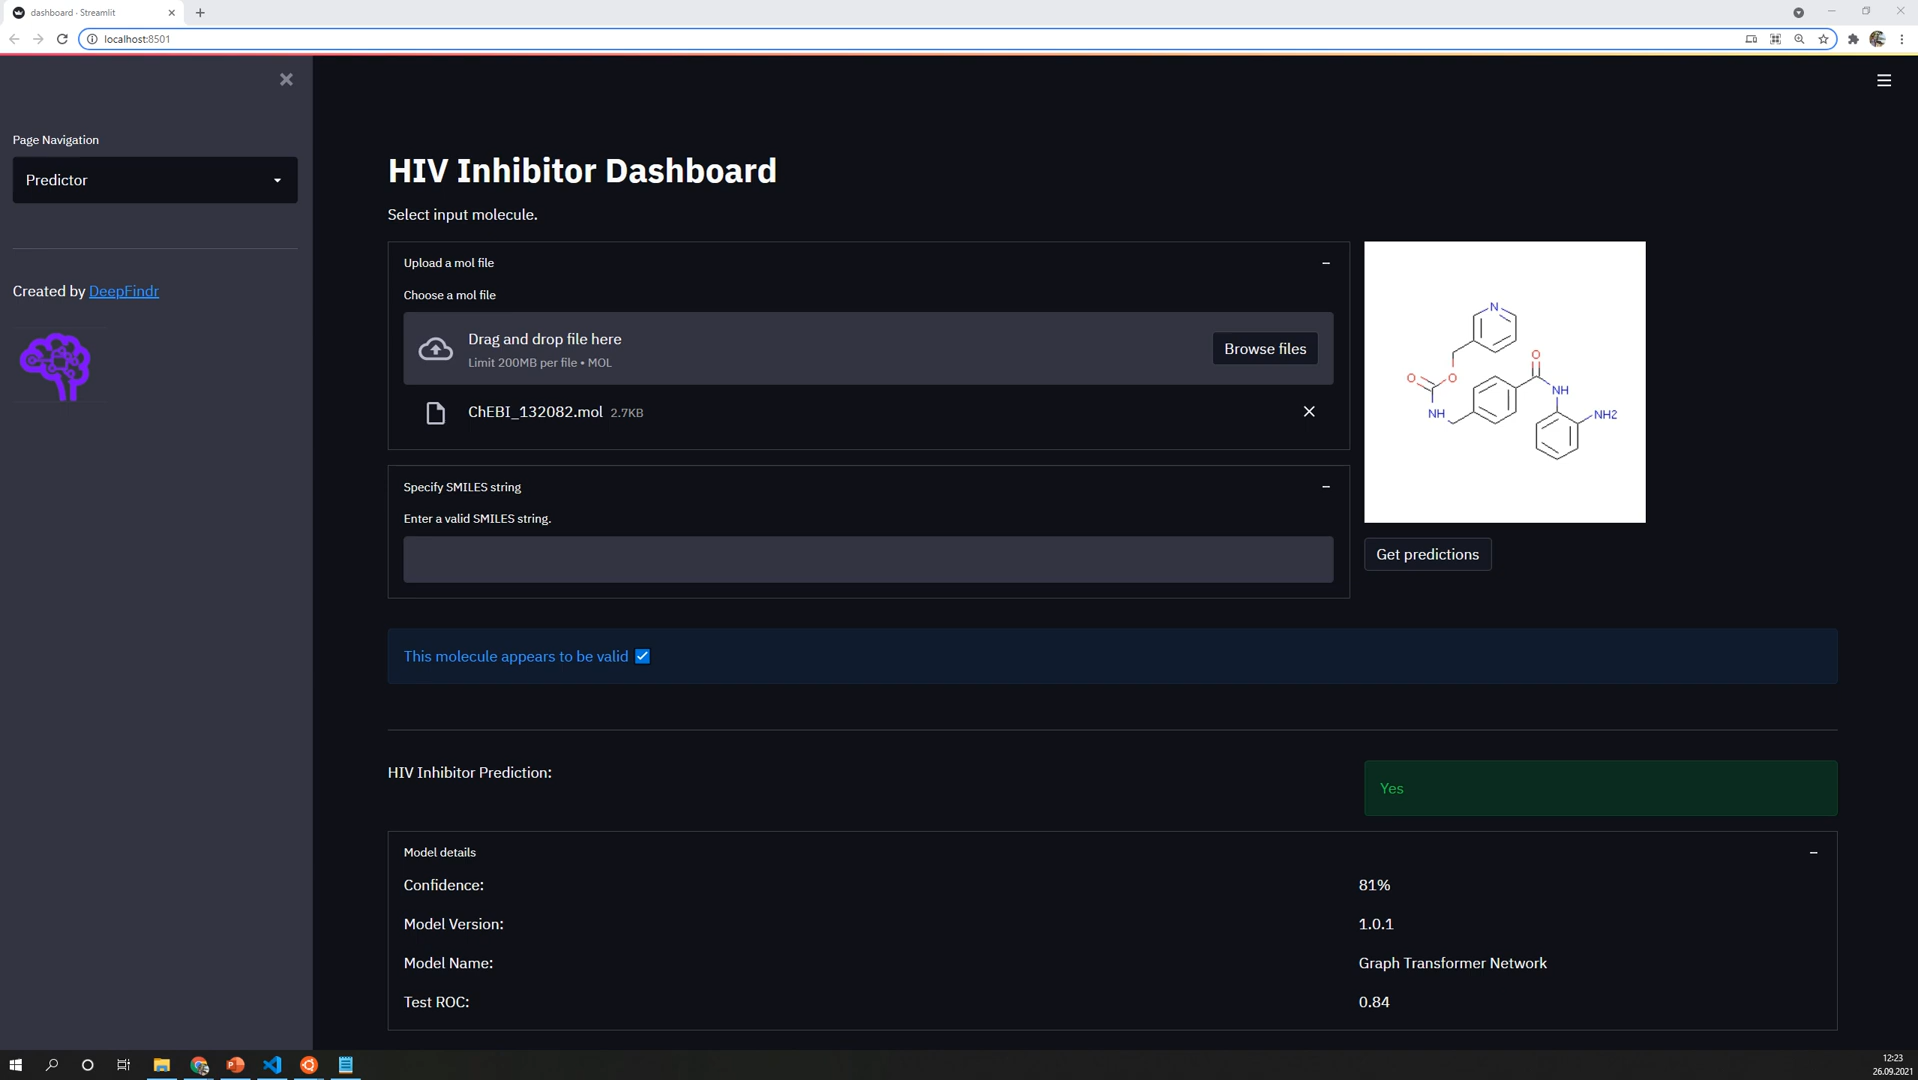 dashboard · Streamlit
localhost:8501
Page Navigation
Predictor
Created by DeepFindr
HIV Inhibitor Dashboard
Select input molecule.
Upload a mol file
Choose a mol file
Drag and drop file here
Limit 200MB per file • MOL
Browse files
ChEBI_132082.mol 2.7KB
Specify SMILES string
Enter a valid SMILES string.
N
O
O
O
NH
NH
NH2
Get predictions
This molecule appears to be valid
HIV Inhibitor Prediction:
Yes
Model details
Confidence: 81%
Model Version: 1.0.1
Model Name: Graph Transformer Network
Test ROC: 0.84
12:23
26.09.2021